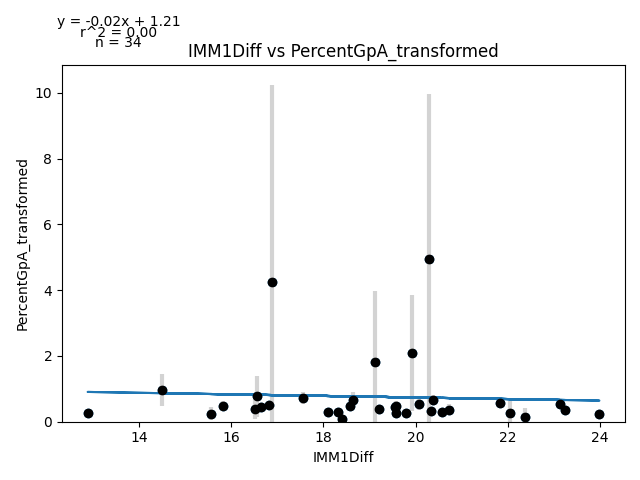 y = -0.02x + 1.21
r^2 = 0.00
n = 34
IMM1Diff vs PercentGpA_transformed
PercentGpA_transformed
10
8
6
4
2
0
14 16 18 20 22 24
IMM1Diff